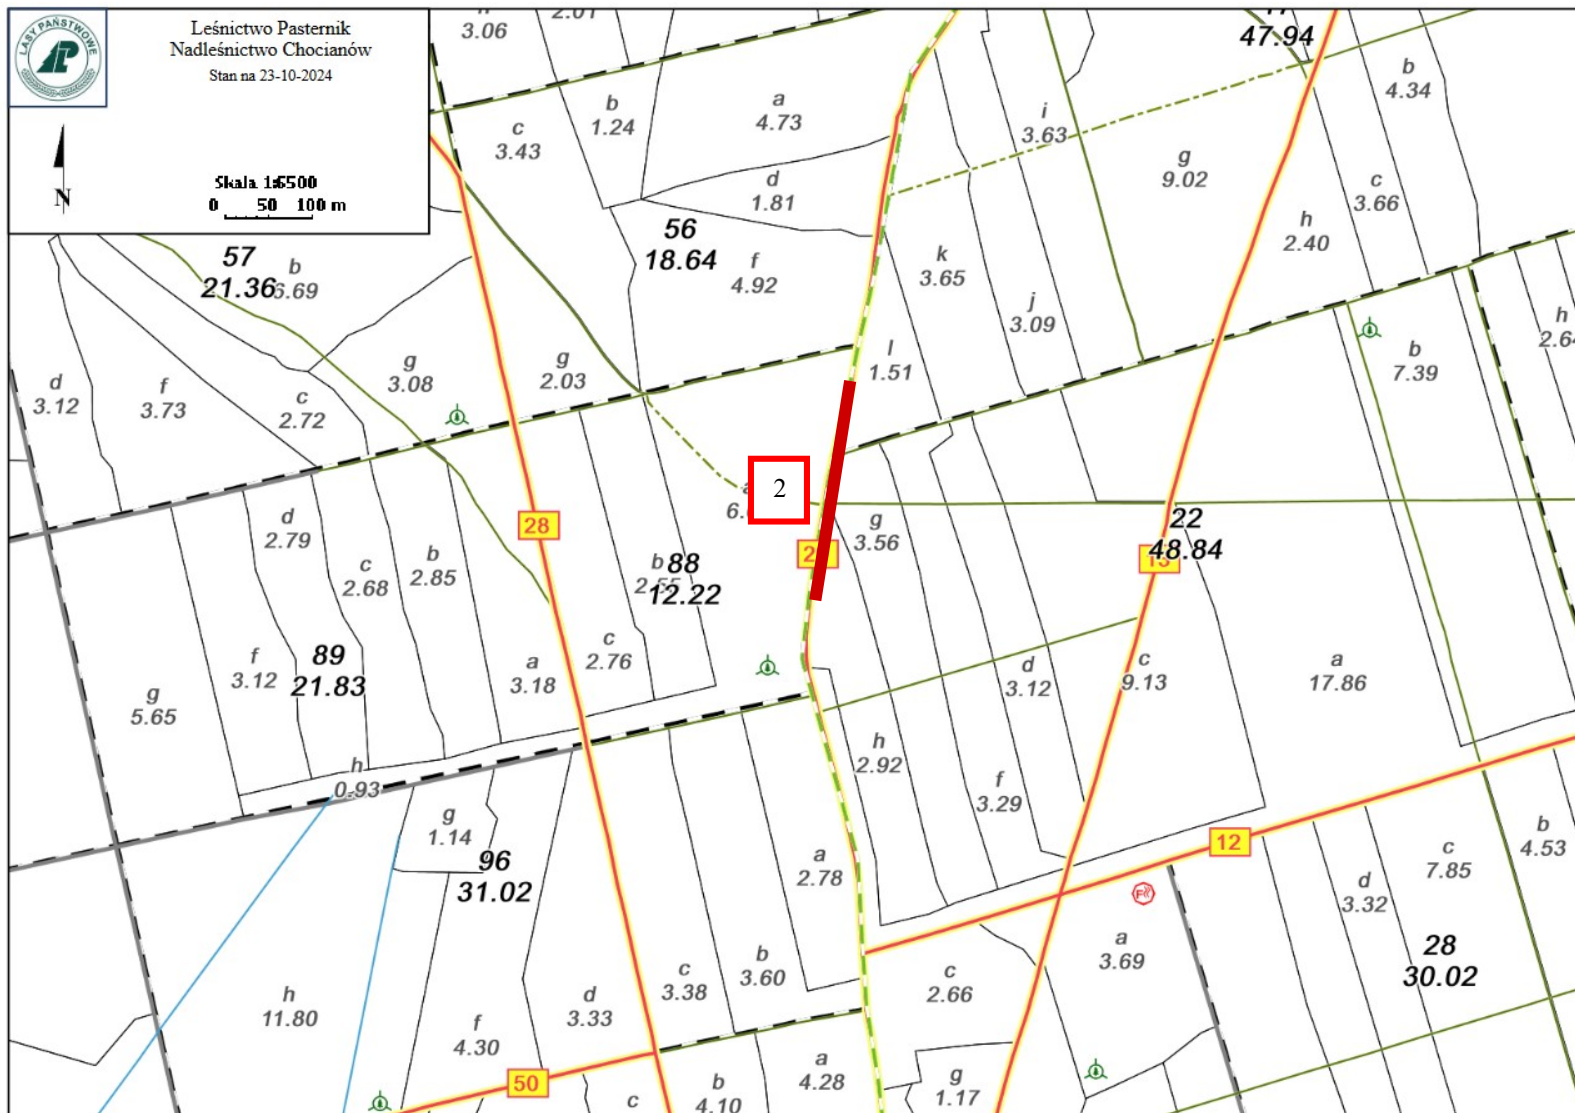 LASY PAŃSTWOWE
Leśnictwo Pasternik
Nadleśnictwo Chocianów
Stan na 23-10-2024
N
Skala 1:6500
0 50 100 m
3.06
2.01
47.94
b
4.34
b
1.24
a
4.73
c
3.43
i
3.63
g
9.02
d
1.81
c
3.66
h
2.40
56
18.64
f
4.92
k
3.65
j
3.09
57
21.36
b
6.69
h
2.64
l
1.51
b
7.39
g
3.08
g
2.03
d
3.12
f
3.73
c
2.72
2
a
6.
28
d
2.79
c
2.68
b
2.85
g
3.56
22
48.84
b
88
12.22
c
2.76
f
3.12
89
21.83
a
3.18
d
3.12
c
9.13
a
17.86
g
5.65
h
0.93
h
2.92
f
3.29
g
1.14
96
31.02
a
2.78
12
b
4.53
c
7.85
d
3.32
28
30.02
a
3.69
c
2.66
b
3.60
c
3.38
h
11.80
d
3.33
f
4.30
50
a
4.28
b
4.10
c
g
1.17